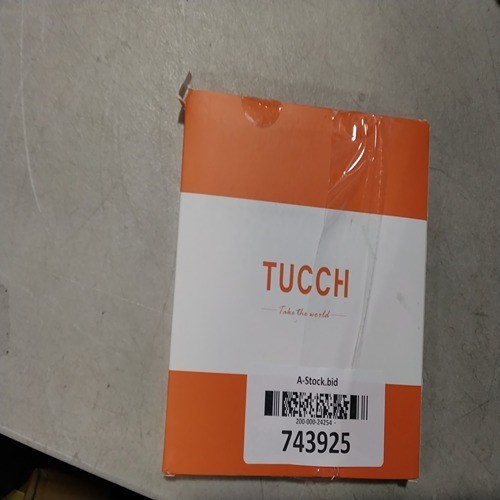 TUCCH
Take the world
A-Stock.bid
200-000-24254 -
743925